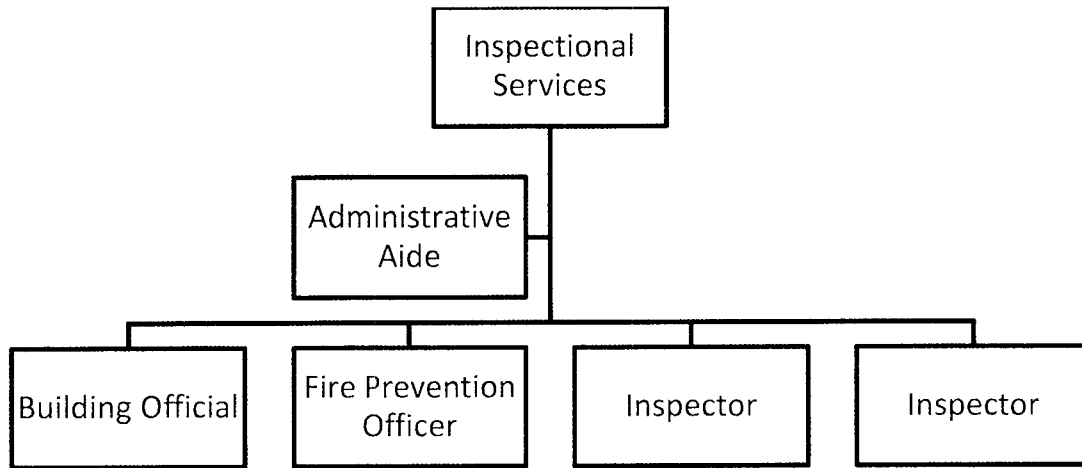 Inspectional
Services
Administrative
Aide
Building Official
Fire Prevention
Officer
Inspector
Inspector